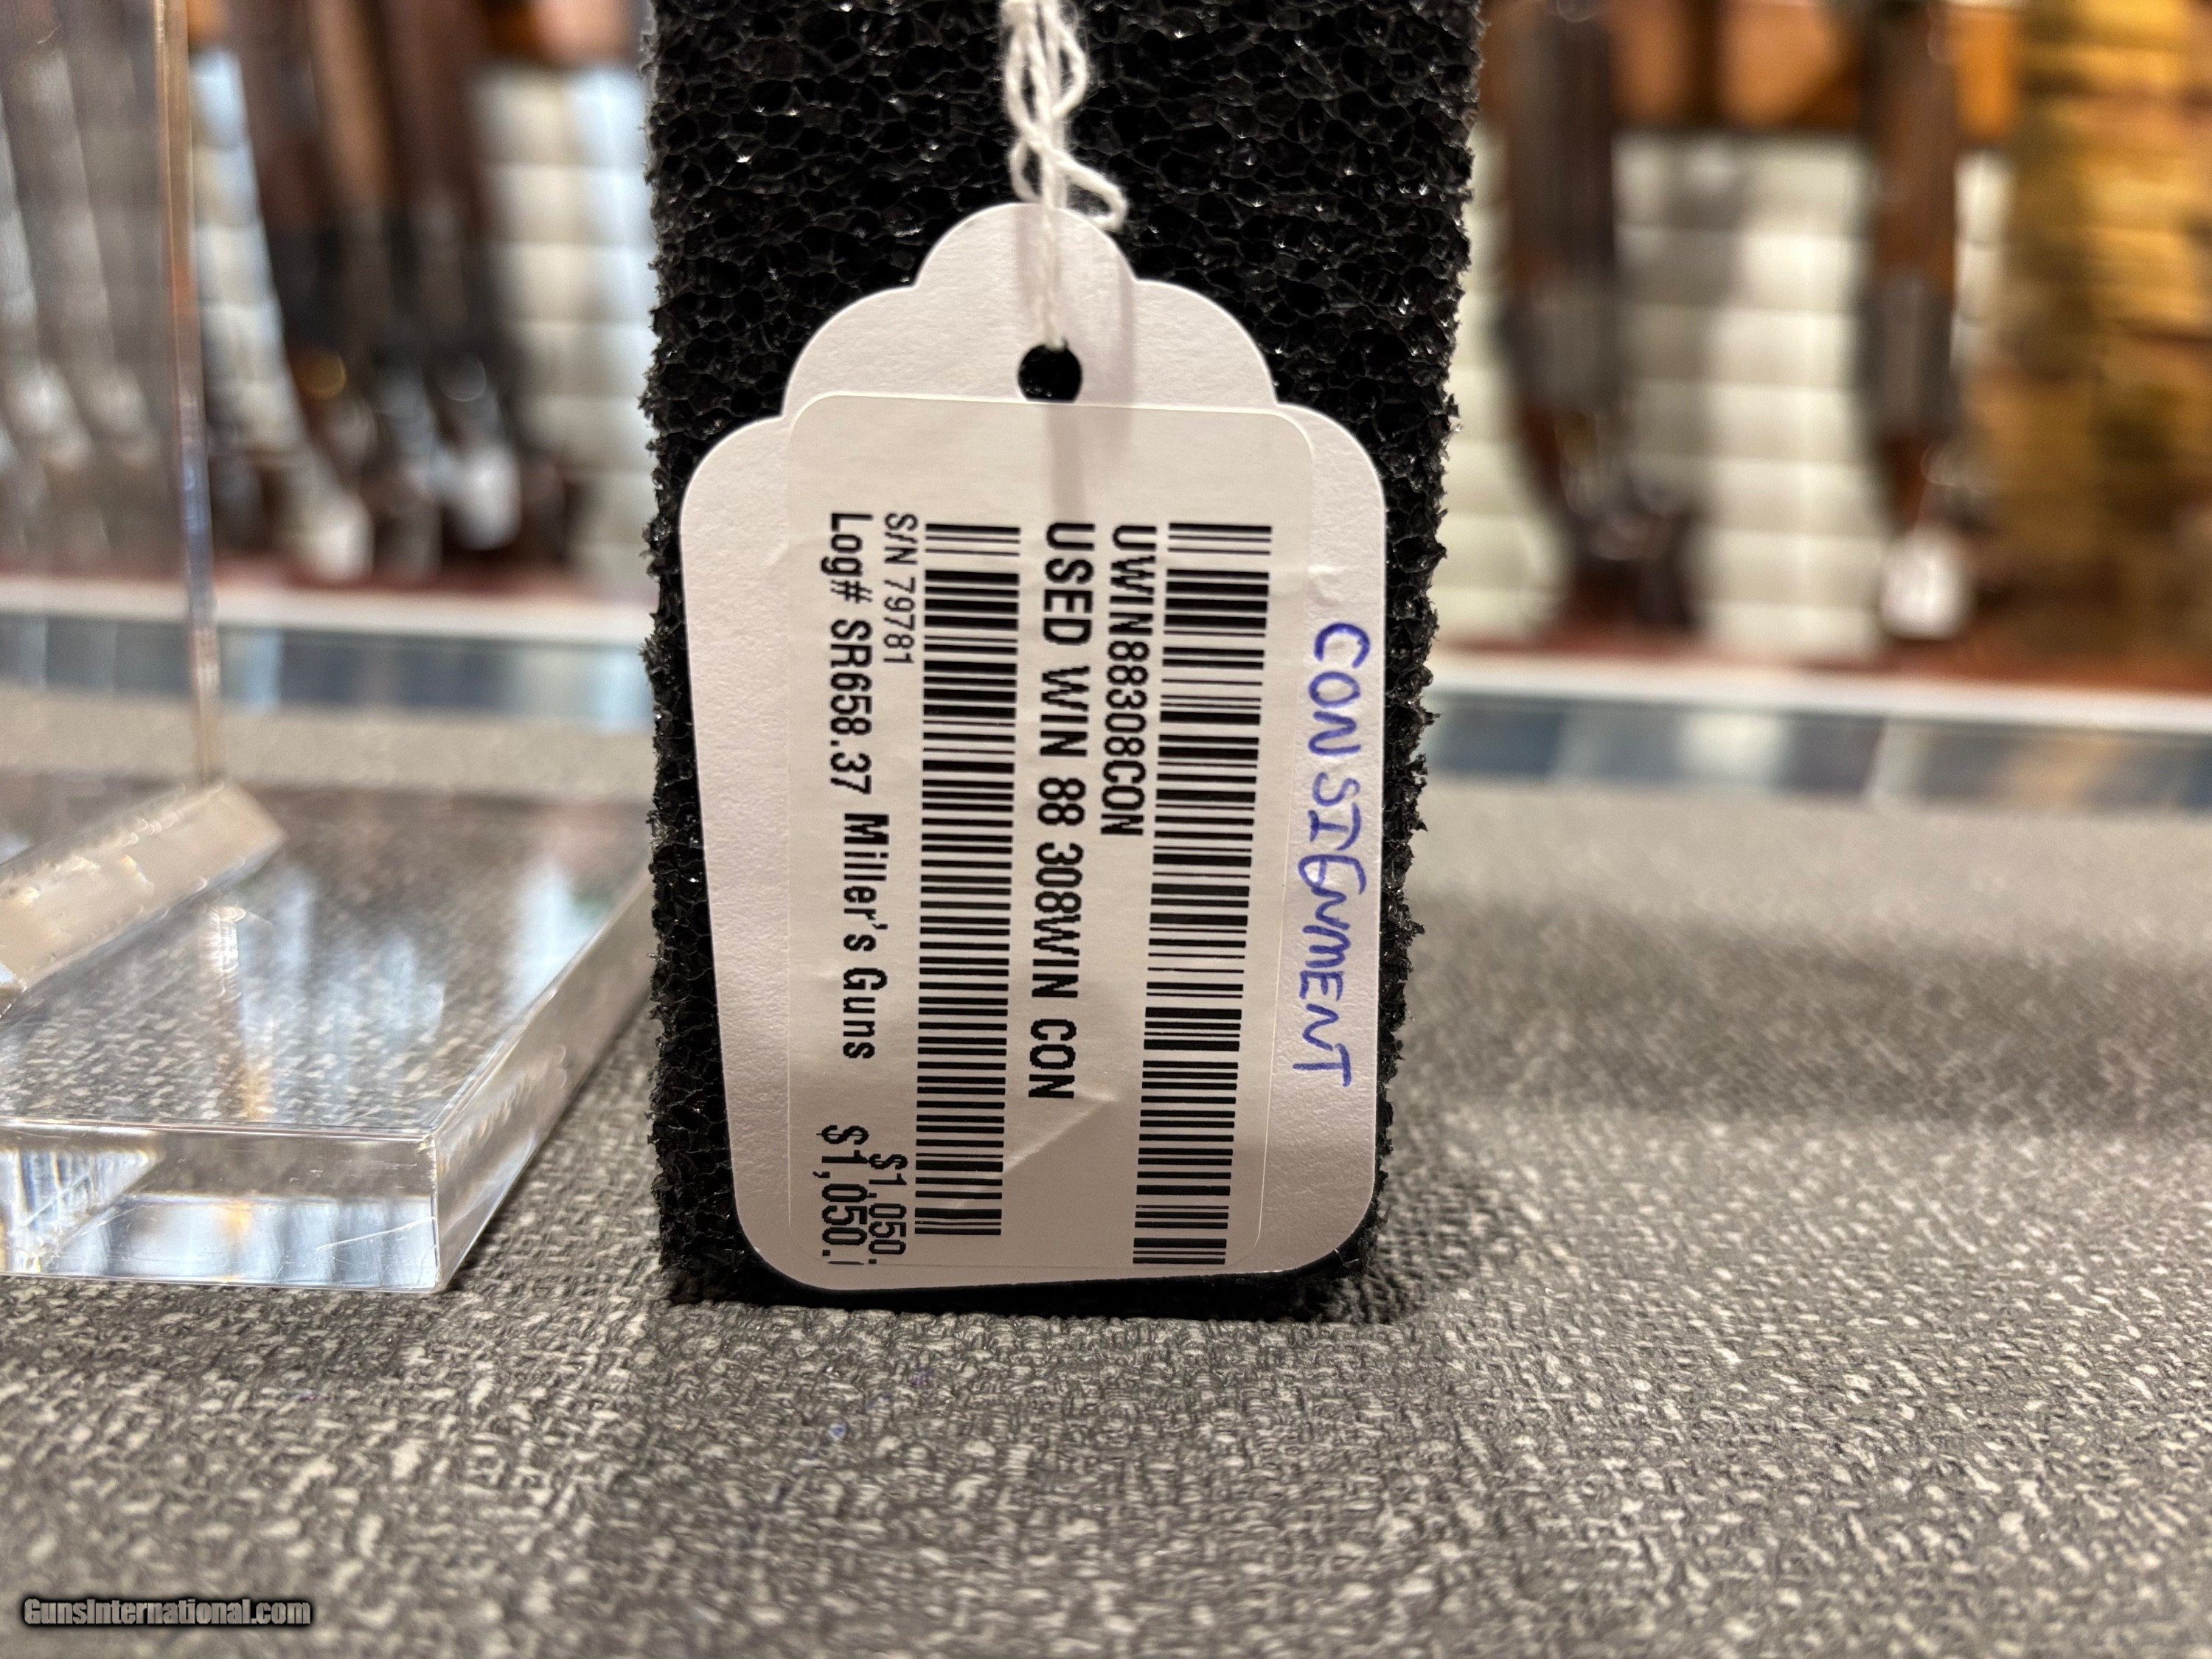 CONSIGNMENT
UWIN88308CON
USED WIN 88 308WIN CON
S/N 79781
$1,050.
Log# SR658.37 Miller's Guns $1,050.
GunsInternational.com